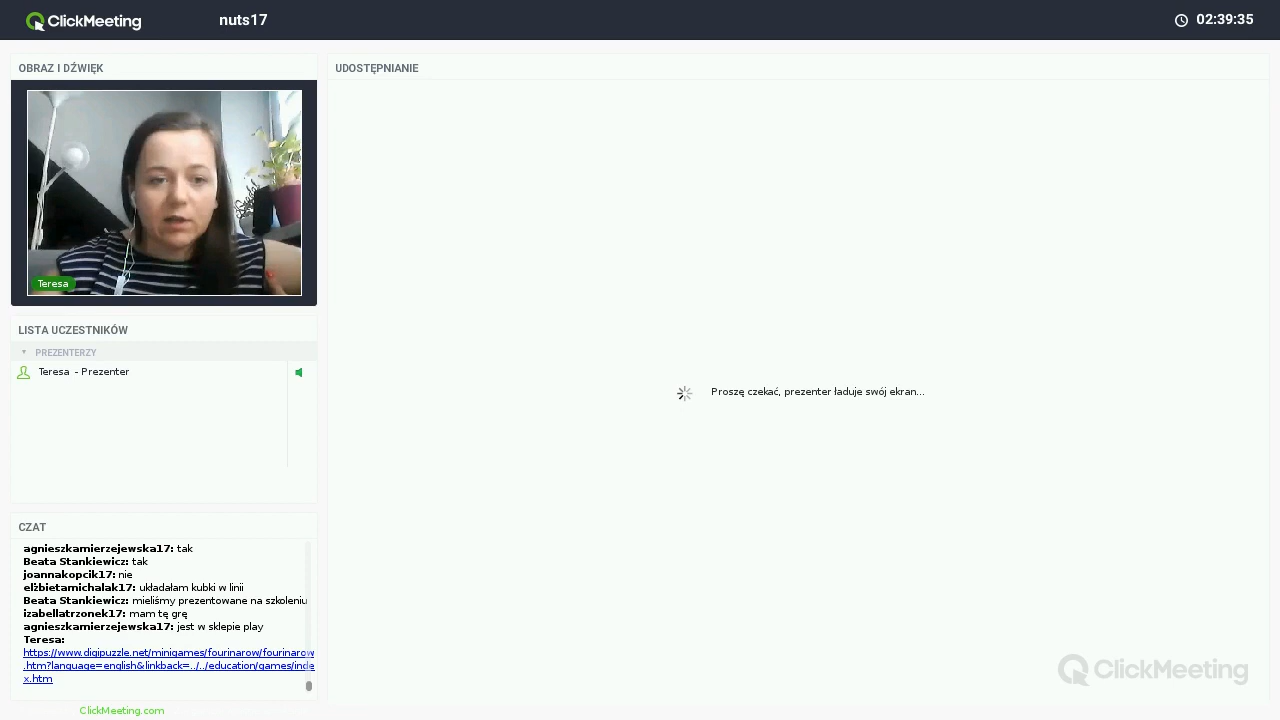 ClickMeeting
nuts17
02:39:35
OBRAZ I DŹWIĘK
Teresa
LISTA UCZESTNIKÓW
PREZENTERZY
Teresa - Prezenter
CZAT
agnieszkamierzejewska17: tak
Beata Stankiewicz: tak
joannakopcik17: nie
elżbietamichalak17: układałam kubki w linii
Beata Stankiewicz: mieliśmy prezentowane na szkoleniu
izabellatrzonek17: mam tę grę
agnieszkamierzejewska17: jest w sklepie play
Teresa:
https://www.digipuzzle.net/minigames/fourinarow/fourinarow
.htm?language=english&linkback=../../education/games/inde
x.htm
ClickMeeting.com
UDOSTĘPNIANIE
Proszę czekać, prezenter ładuje swój ekran...
ClickMeeting